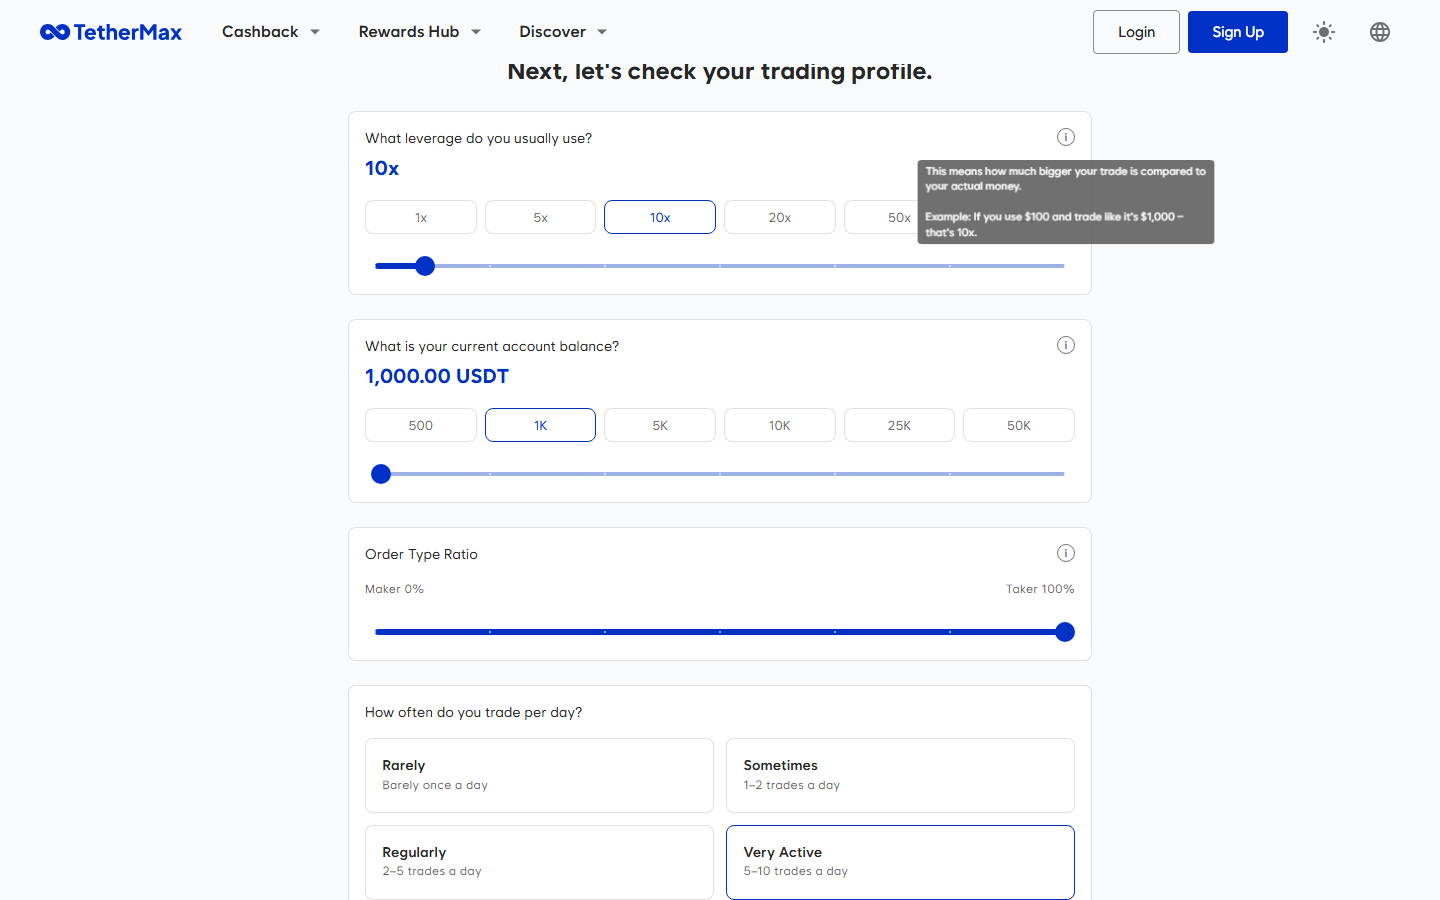 TetherMax
Cashback
Rewards Hub
Discover
Login
Sign Up
Next, let's check your trading profile.
What leverage do you usually use?
10x
This means how much bigger your trade is compared to
your actual money.
Example: If you use $100 and trade like it's $1,000 –
that's 10x.
1x
5x
10x
20x
50x
What is your current account balance?
1,000.00 USDT
500
1K
5K
10K
25K
50K
Order Type Ratio
Maker 0%
Taker 100%
How often do you trade per day?
Rarely
Barely once a day
Sometimes
1–2 trades a day
Regularly
2–5 trades a day
Very Active
5–10 trades a day